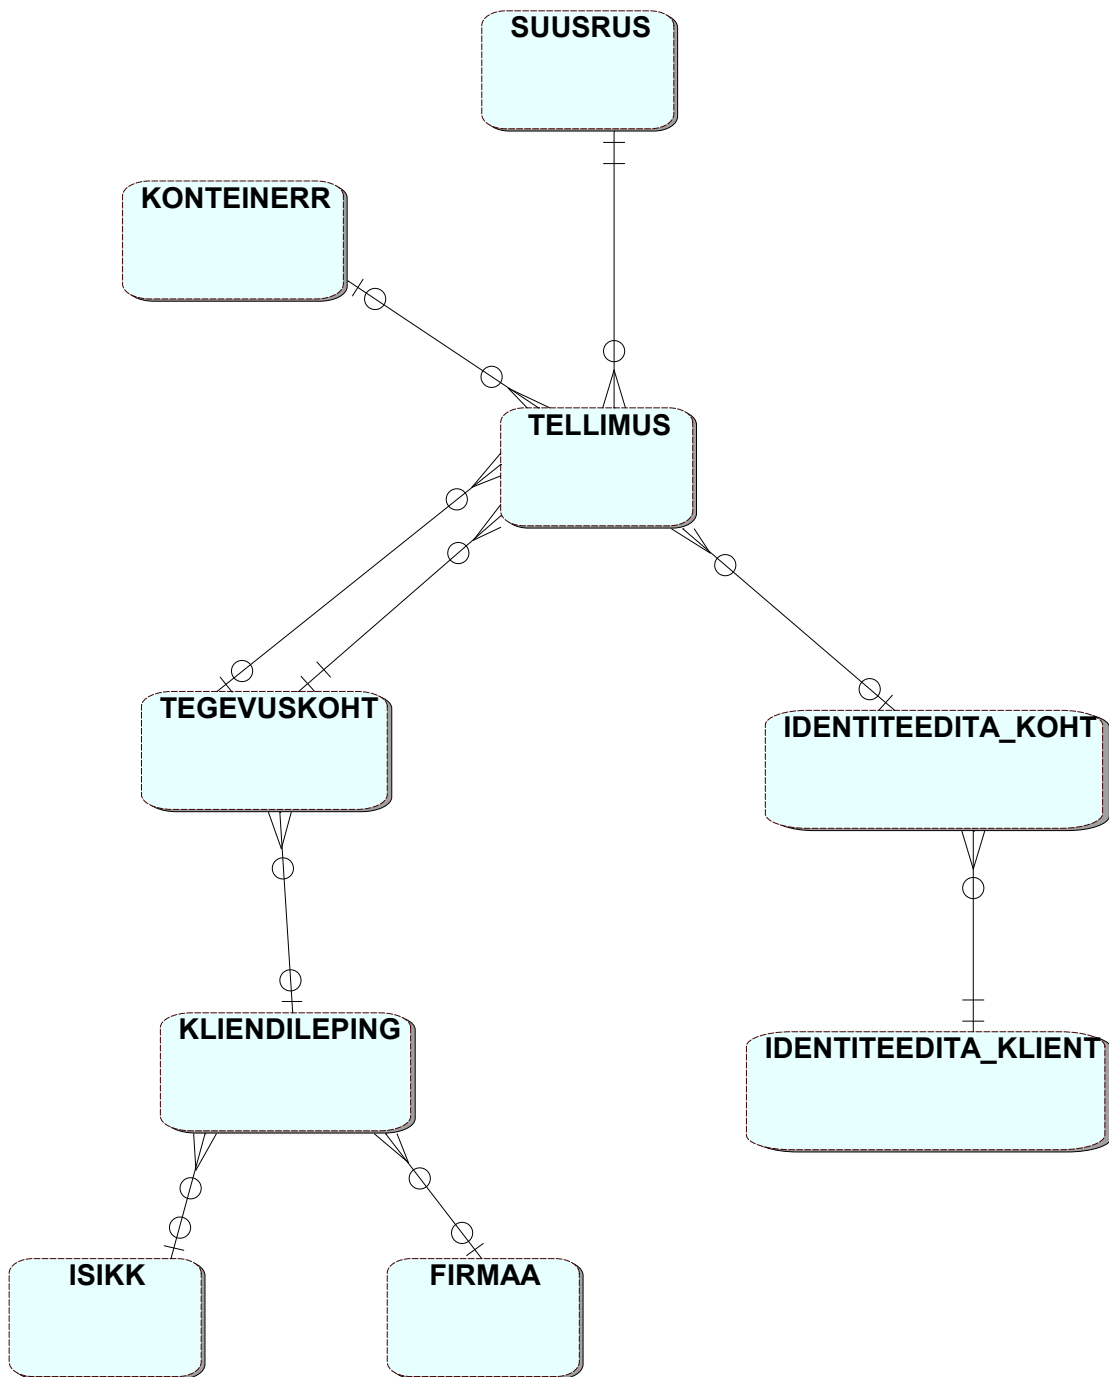 SUUSRUS
KONTEINERR
TELLIMUS
TEGEVUSKOHT
IDENTITEEDITA_KOHT
KLIENDILEPING
IDENTITEEDITA_KLIENT
ISIKK
FIRMAA